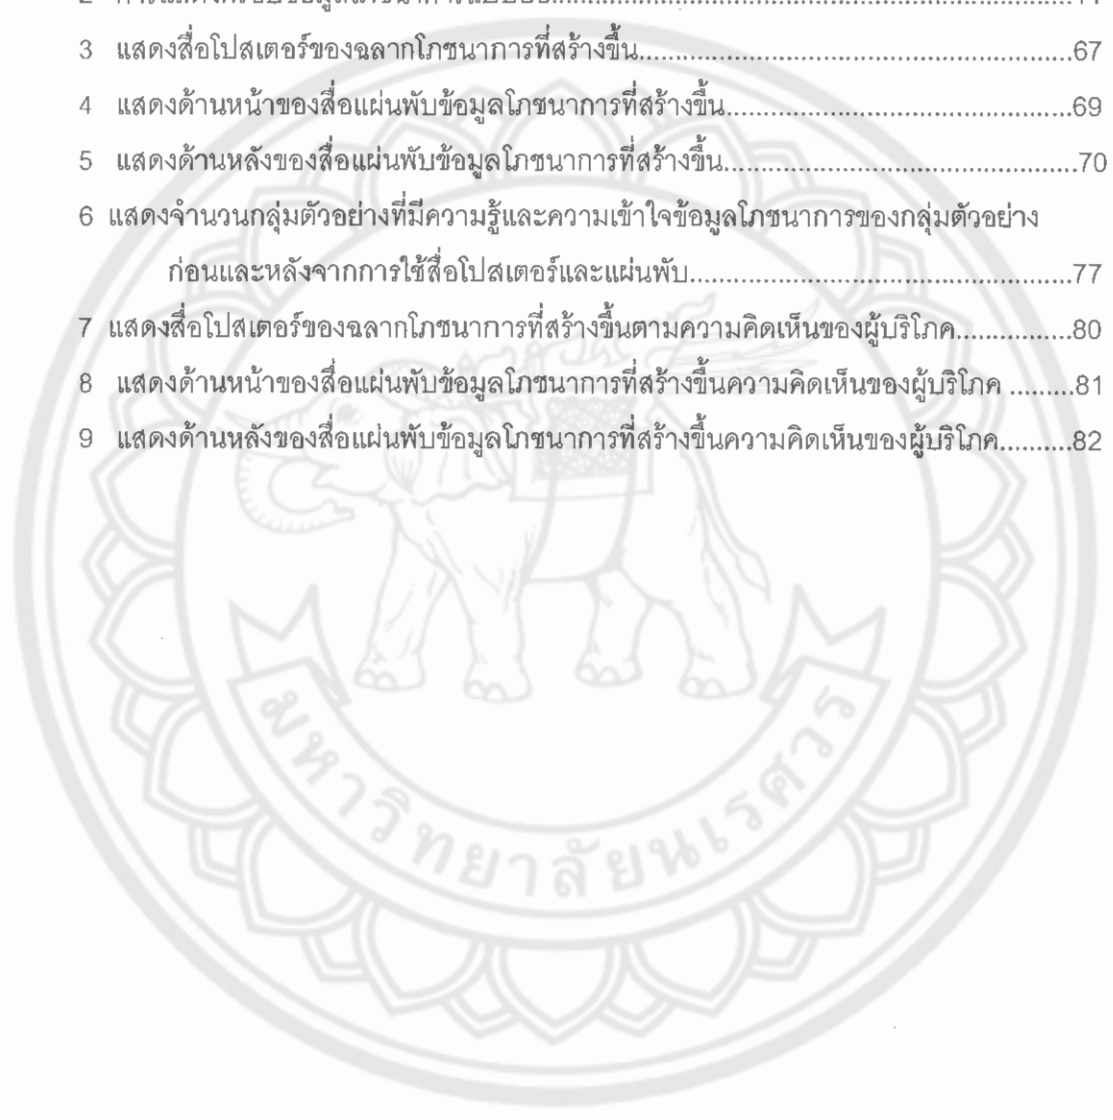 3 แสดงสื่อโปสเตอร์ของฉลากโภชนาการที่สร้างขึ้น..........................................................67
4 แสดงด้านหน้าของสื่อแผ่นพับข้อมูลโภชนาการที่สร้างขึ้น...............................................69
5 แสดงด้านหลังของสื่อแผ่นพับข้อมูลโภชนาการที่สร้างขึ้น................................................70
6 แสดงจำนวนกลุ่มตัวอย่างที่มีความรู้และความเข้าใจข้อมูลโภชนาการของกลุ่มตัวอย่าง
ก่อนและหลังจากการใช้สื่อโปสเตอร์และแผ่นพับ....................................................77
7 แสดงสื่อโปสเตอร์ของฉลากโภชนาการที่สร้างขึ้นตามความคิดเห็นของผู้บริโภค................80
8 แสดงด้านหน้าของสื่อแผ่นพับข้อมูลโภชนาการที่สร้างขึ้นความคิดเห็นของผู้บริโภค .........81
9 แสดงด้านหลังของสื่อแผ่นพับข้อมูลโภชนาการที่สร้างขึ้นความคิดเห็นของผู้บริโภค..........82
มหาวิทยาลัยนเรศวร